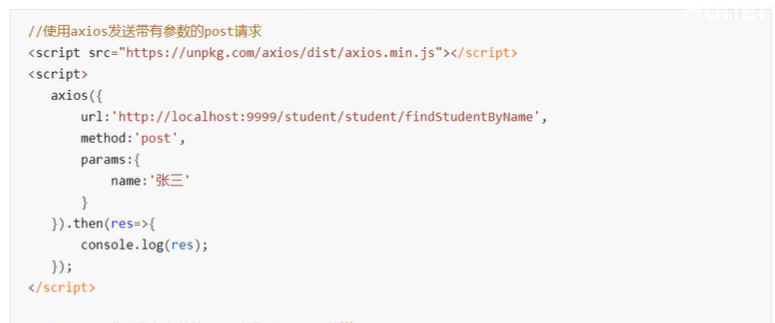 //使用axios发送带有参数的post请求
<script src="https://unpkg.com/axios/dist/axios.min.js"></script>
<script>
axios({
url:'http://localhost:9999/student/student/findStudentByName',
method:'post',
params:{
name:'张三'
}
}).then(res=>{
console.log(res);
});
</script>